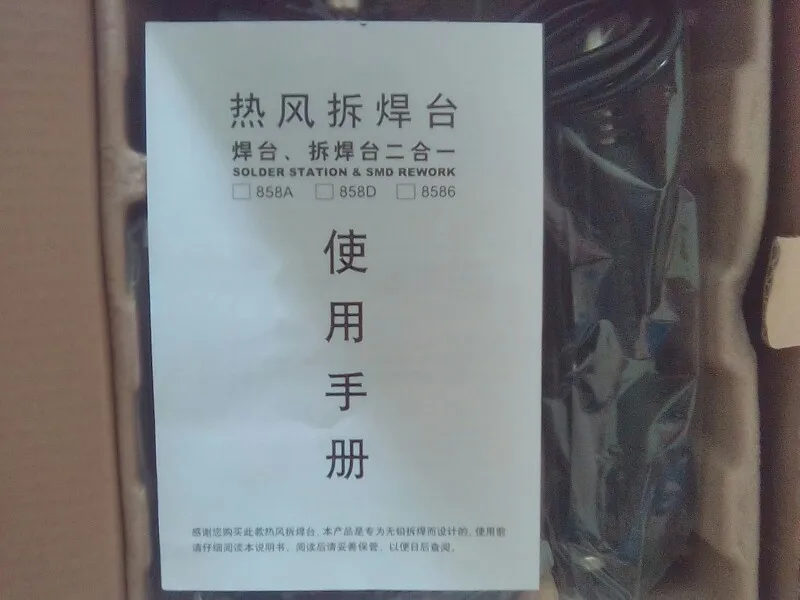 热风拆焊台
焊台、拆焊台二合一
SOLDER STATION & SMD REWORK
858A 858D 8586
使
用
手
册
感谢您购买此款热风拆焊台，本产品是专为无铅拆焊而设计的，使用前
请仔细阅读本说明书，阅读后请妥善保管，以便日后查阅。